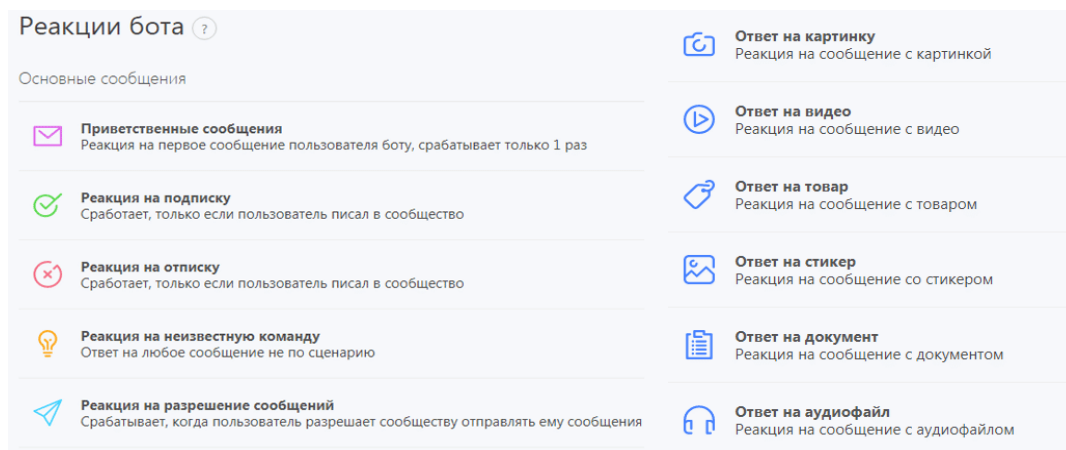 Реакции бота ?
Основные сообщения
Приветственные сообщения
Реакция на первое сообщение пользователя боту, срабатывает только 1 раз
Реакция на подписку
Сработает, только если пользователь писал в сообщество
Реакция на отписку
Сработает, только если пользователь писал в сообщество
Реакция на неизвестную команду
Ответ на любое сообщение не по сценарию
Реакция на разрешение сообщений
Срабатывает, когда пользователь разрешает сообществу отправлять ему сообщения
Ответ на картинку
Реакция на сообщение с картинкой
Ответ на видео
Реакция на сообщение с видео
Ответ на товар
Реакция на сообщение с товаром
Ответ на стикер
Реакция на сообщение со стикером
Ответ на документ
Реакция на сообщение с документом
Ответ на аудиофайл
Реакция на сообщение с аудиофайлом